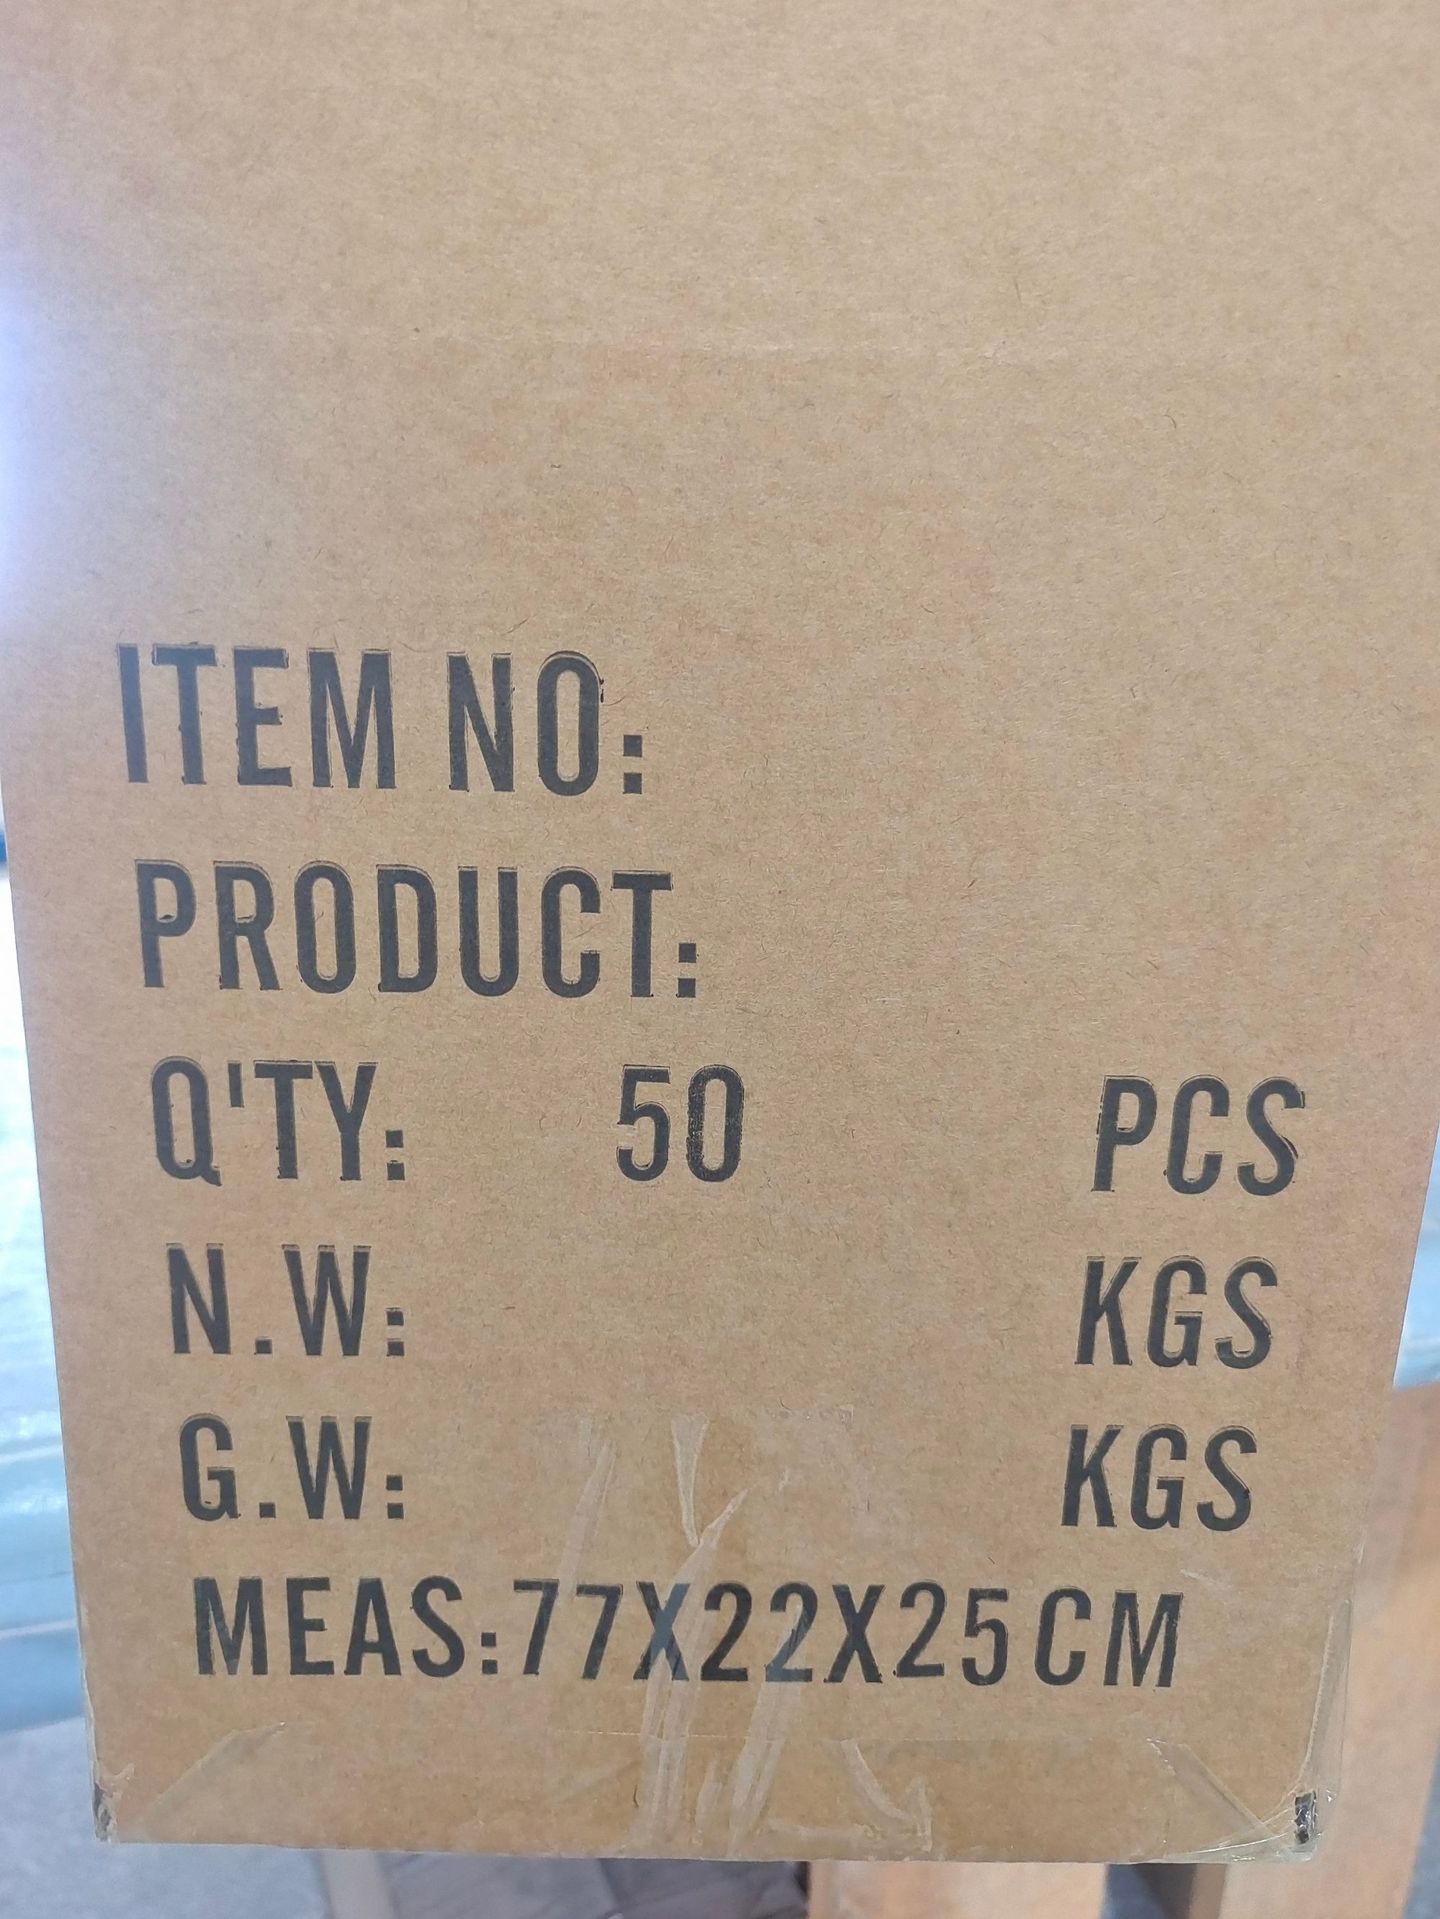 ITEM NO:
PRODUCT:
Q'TY: 50 PCS
N.W: KGS
G.W: KGS
MEAS:77X22X25CM